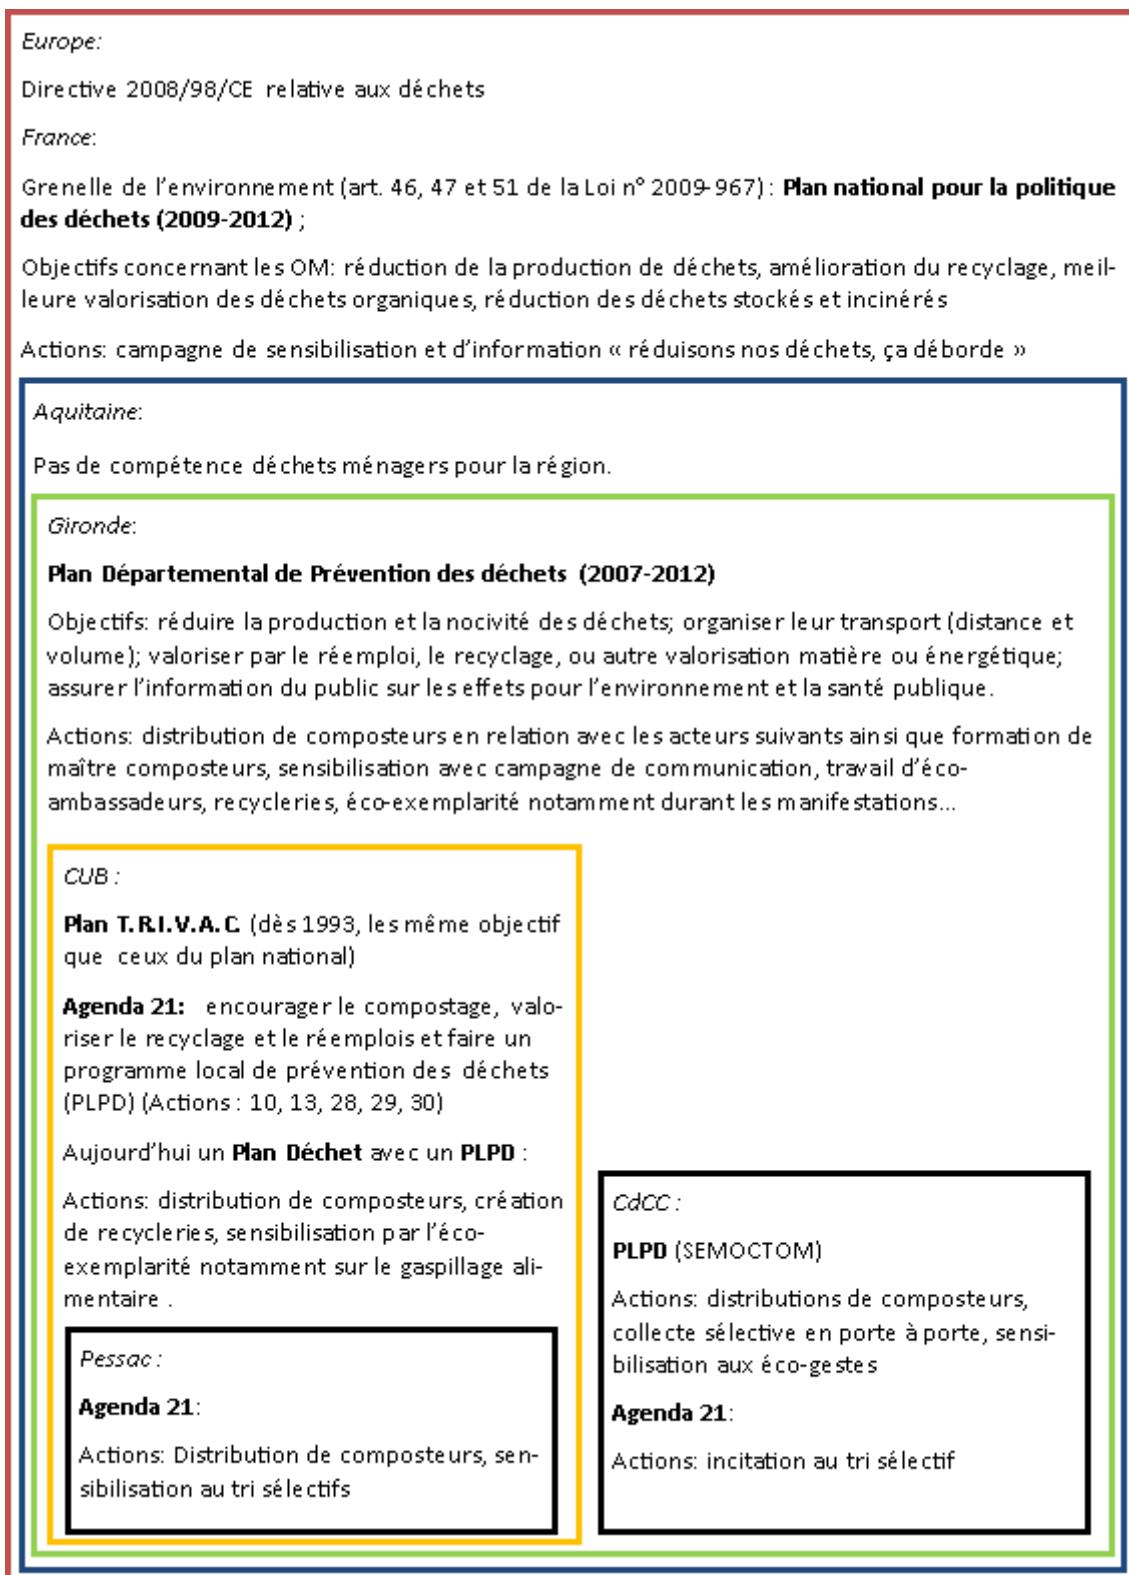 Europe:
Directive 2008/98/CE relative aux déchets
France:
Grenelle de l'environnement (art. 46, 47 et 51 de la Loi n° 2009-967) : Plan national pour la politique
des déchets (2009-2012) ;
Objectifs concernant les OM: réduction de la production de déchets, amélioration du recyclage, meil-
leure valorisation des déchets organiques, réduction des déchets stockés et incinérés
Actions: campagne de sensibilisation et d'information « réduisons nos déchets, ça déborde »
Aquitaine:
Pas de compétence déchets ménagers pour la région.
Gironde:
Plan Départemental de Prévention des déchets (2007-2012)
Objectifs: réduire la production et la nocivité des déchets; organiser leur transport (distance et
volume); valoriser par le réemploi, le recyclage, ou autre valorisation matière ou énergétique;
assurer l'information du public sur les effets pour l'environnement et la santé publique.
Actions: distribution de composteurs en relation avec les acteurs suivants ainsi que formation de
maître composteurs, sensibilisation avec campagne de communication, travail d'éco-
ambassadeurs, recycleries, éco-exemplarité notamment durant les manifestations...
CUB :
Plan T.R.I.V.A.C. (dès 1993, les même objectif
que ceux du plan national)
Agenda 21: encourager le compostage, valo-
riser le recyclage et le réemplois et faire un
programme local de prévention des déchets
(PLPD) (Actions : 10, 13, 28, 29, 30)
Aujourd'hui un Plan Déchet avec un PLPD :
Actions: distribution de composteurs, création
de recycleries, sensibilisation par l'éco-
exemplarité notamment sur le gaspillage ali-
mentaire .
Pessac :
Agenda 21:
Actions: Distribution de composteurs, sen-
sibilisation au tri sélectifs
CdCC :
PLPD (SEMOCTOM)
Actions: distributions de composteurs,
collecte sélective en porte à porte, sensi-
bilisation aux éco-gestes
Agenda 21:
Actions: incitation au tri sélectif